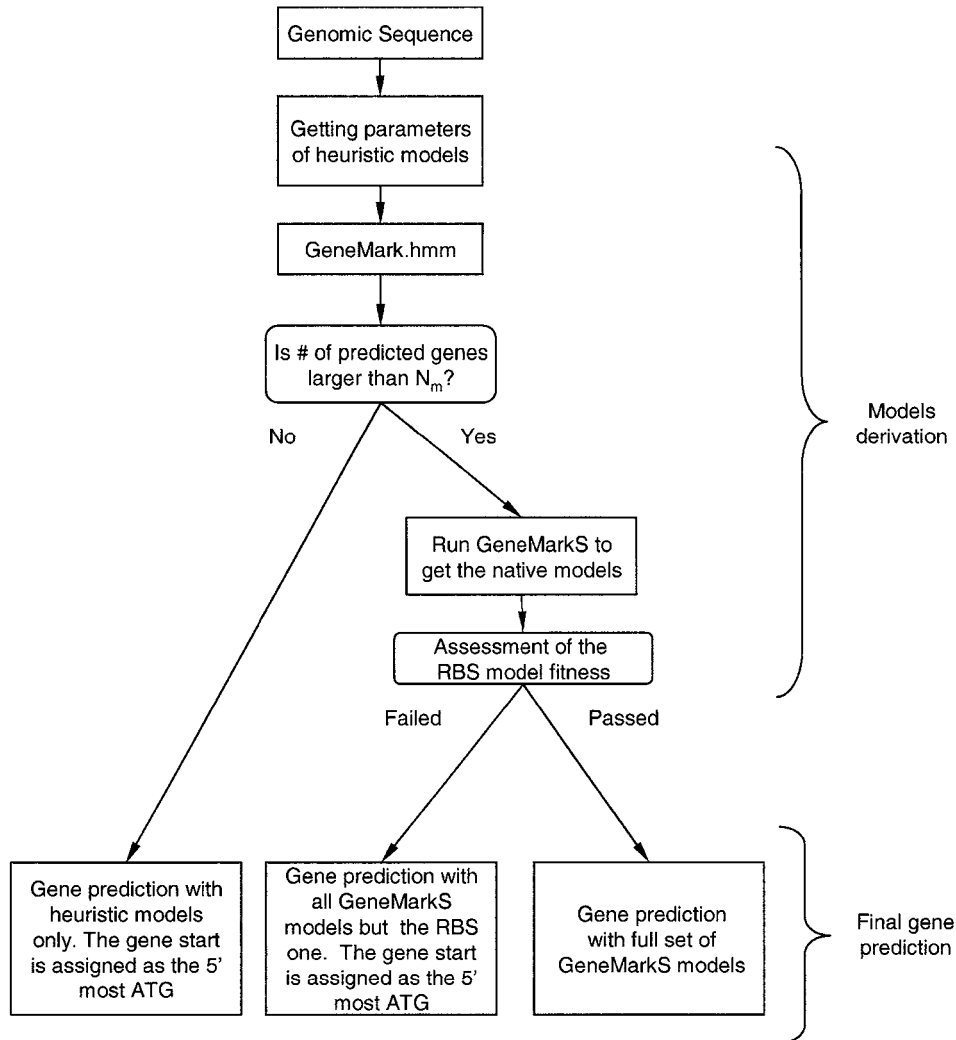 Genomic Sequence
Getting parameters
of heuristic models
GeneMark.hmm
Is # of predicted genes
larger than Nm?
No
Yes
Models
derivation
Run GeneMarkS to
get the native models
Assessment of the
RBS model fitness
Failed
Passed
Gene prediction with
heuristic models
only. The gene start
is assigned as the 5'
most ATG
Gene prediction with
all GeneMarkS
models but the RBS
one. The gene start
is assigned as the 5'
most ATG
Gene prediction
with full set of
GeneMarkS models
Final gene
prediction